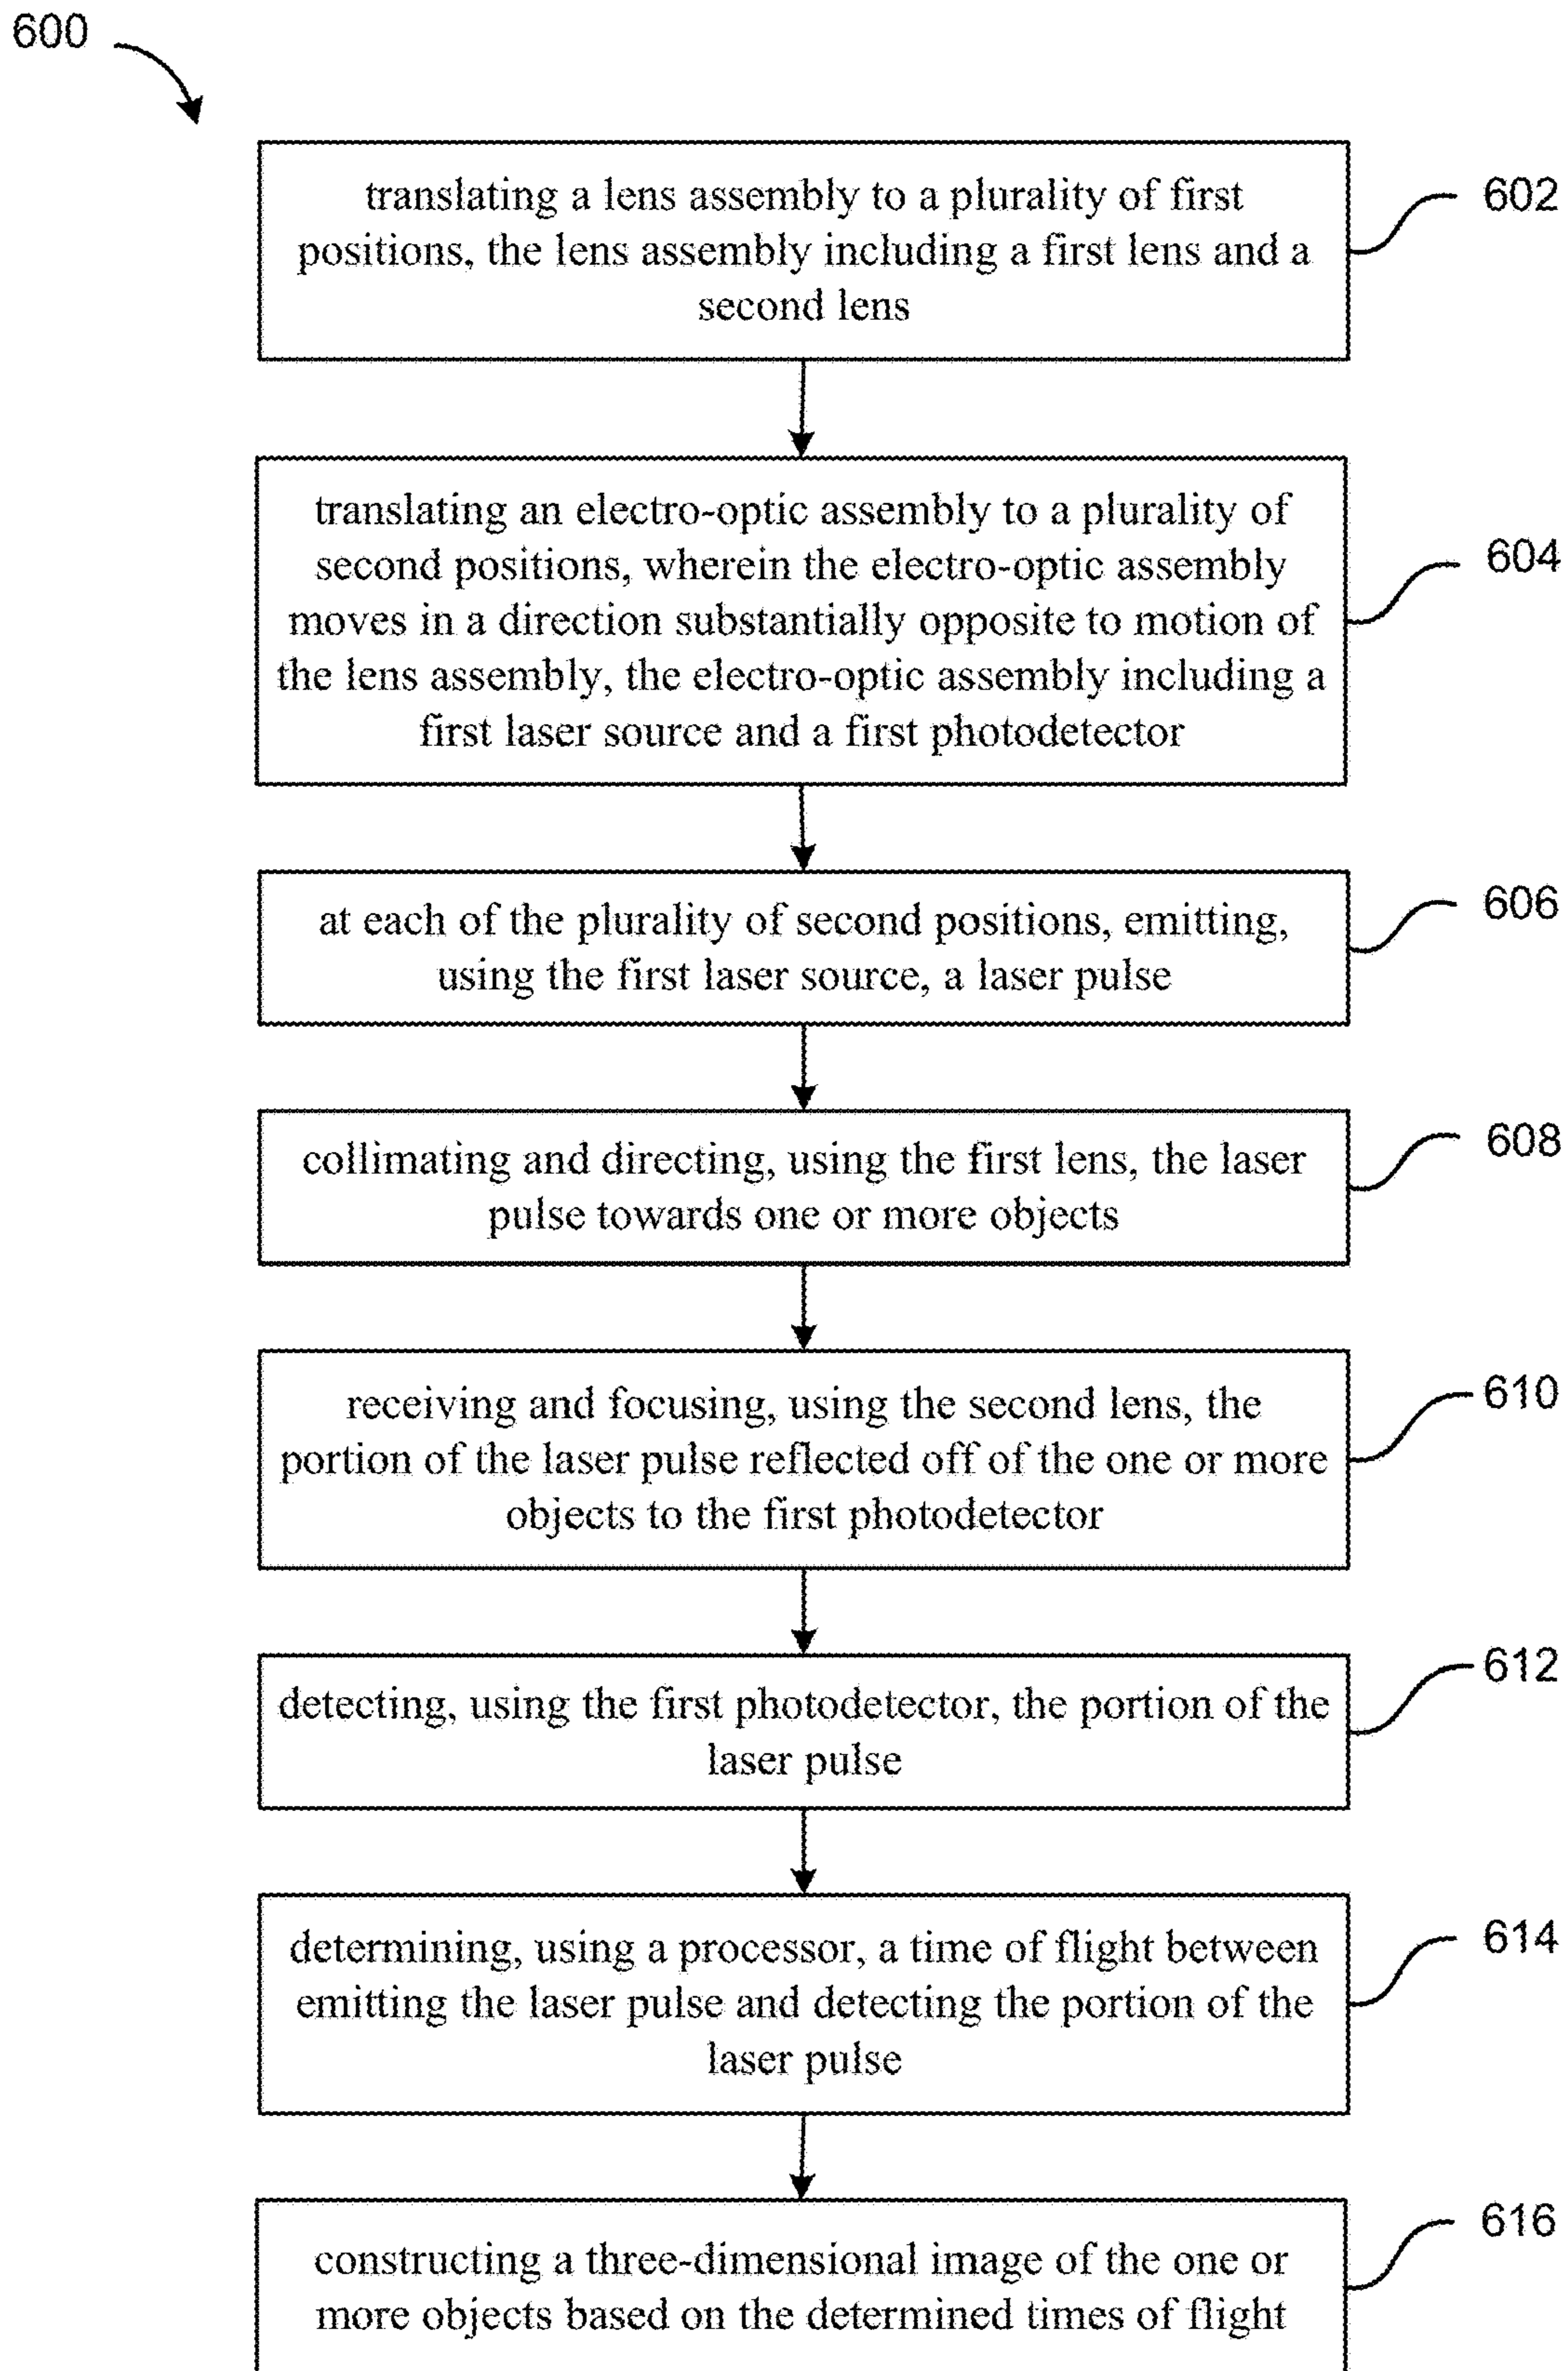 600
translating a lens assembly to a plurality of first
positions, the lens assembly including a first lens and a
second lens
602
translating an electro-optic assembly to a plurality of
second positions, wherein the electro-optic assembly
moves in a direction substantially opposite to motion of
the lens assembly, the electro-optic assembly including a
first laser source and a first photodetector
604
at each of the plurality of second positions, emitting,
using the first laser source, a laser pulse
606
collimating and directing, using the first lens, the laser
pulse towards one or more objects
608
receiving and focusing, using the second lens, the
portion of the laser pulse reflected off of the one or more
objects to the first photodetector
610
detecting, using the first photodetector, the portion of the
laser pulse
612
determining, using a processor, a time of flight between
emitting the laser pulse and detecting the portion of the
laser pulse
614
constructing a three-dimensional image of the one or
more objects based on the determined times of flight
616